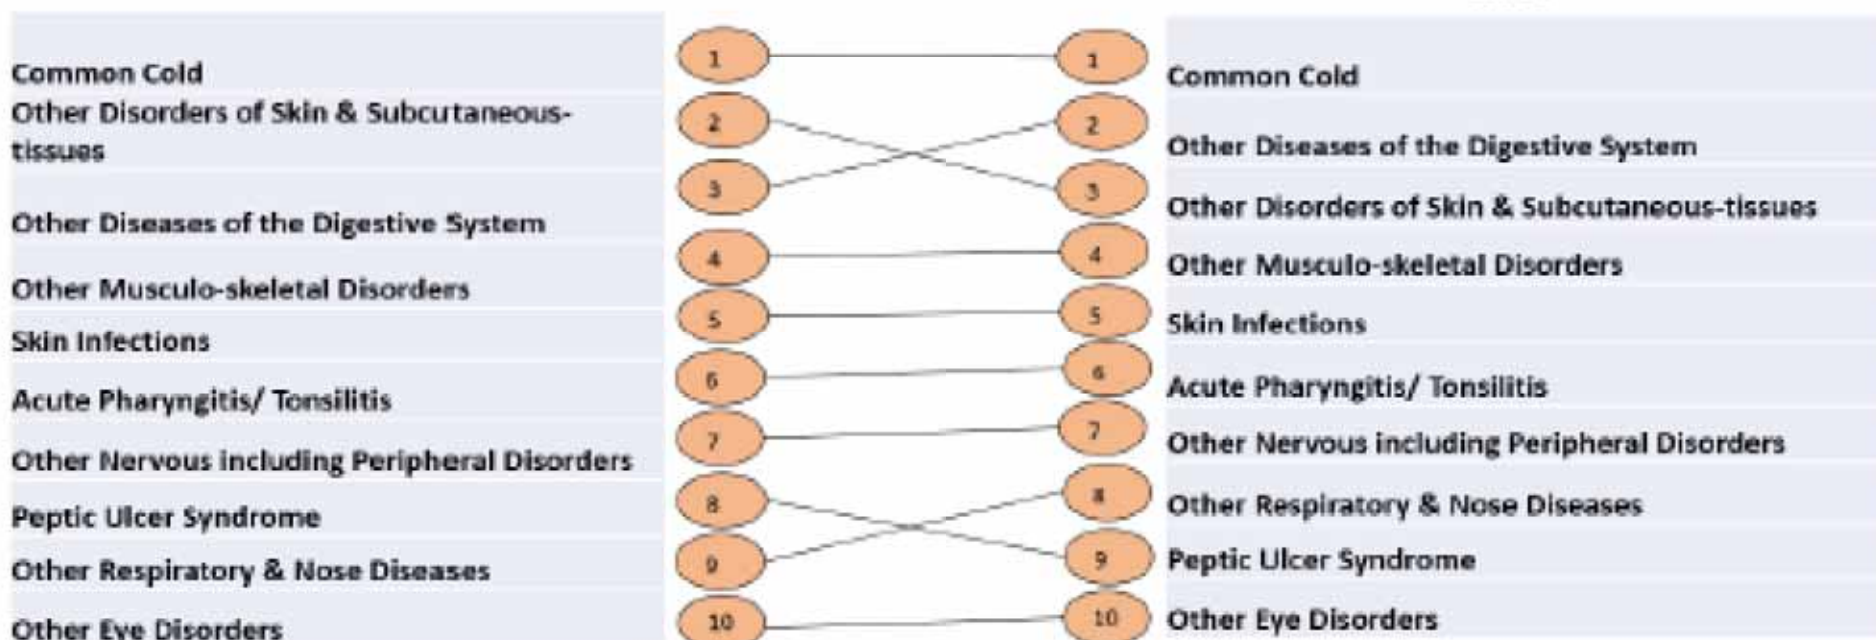 Common Cold
Other Disorders of Skin & Subcutaneous-
tissues
Other Diseases of the Digestive System
Other Musculo-skeletal Disorders
Skin Infections
Acute Pharyngitis/ Tonsilitis
Other Nervous including Peripheral Disorders
Peptic Ulcer Syndrome
Other Respiratory & Nose Diseases
Other Eye Disorders
1
2
3
4
5
6
7
8
9
10
1
2
3
4
5
6
7
8
9
10
Common Cold
Other Diseases of the Digestive System
Other Disorders of Skin & Subcutaneous-tissues
Other Musculo-skeletal Disorders
Skin Infections
Acute Pharyngitis/ Tonsilitis
Other Nervous including Peripheral Disorders
Other Respiratory & Nose Diseases
Peptic Ulcer Syndrome
Other Eye Disorders